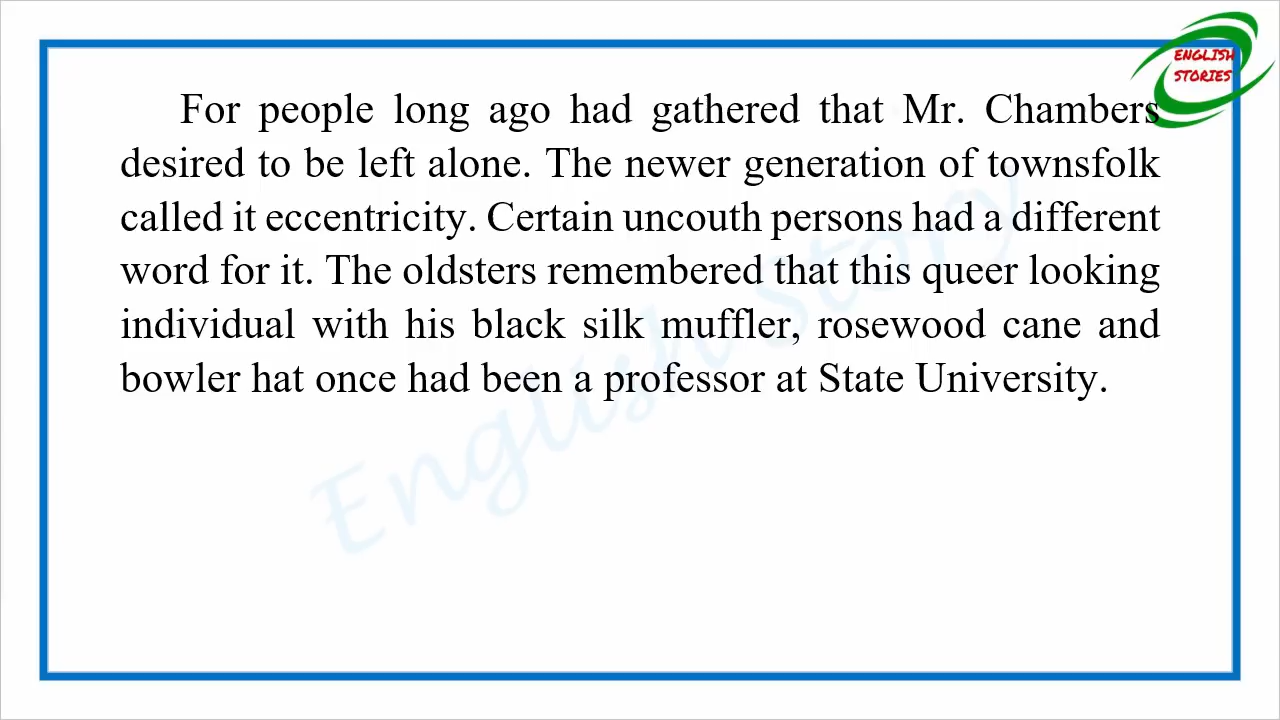 ENGLISH
STORIES
For people long ago had gathered that Mr. Chambers
desired to be left alone. The newer generation of townsfolk
called it eccentricity. Certain uncouth persons had a different
word for it. The oldsters remembered that this queer looking
individual with his black silk muffler, rosewood cane and
bowler hat once had been a professor at State University.
English Story